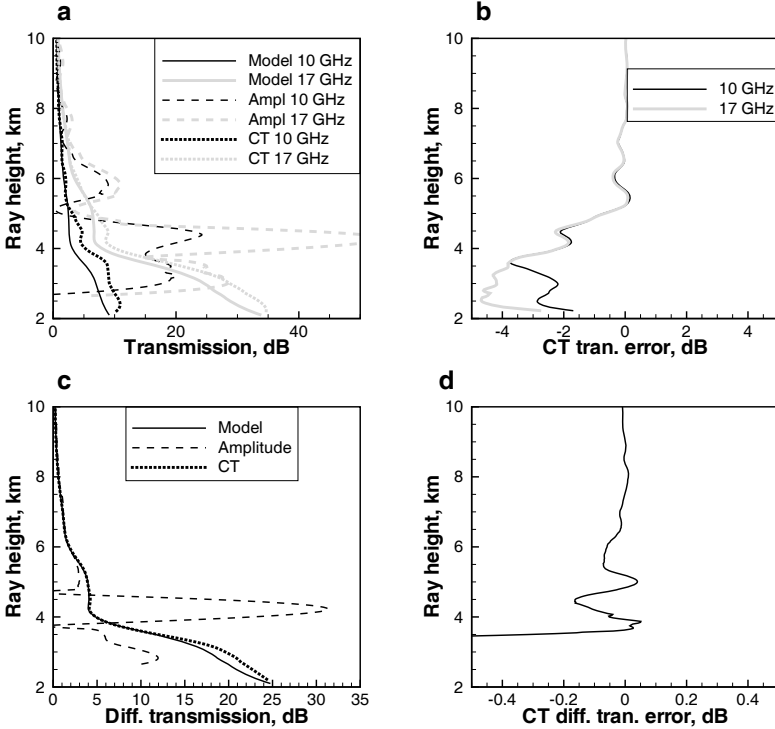 a
10
8
6
4
2
0
20
40
Ray height, km
Transmission, dB
Model 10 GHz
Model 17 GHz
Ampl 10 GHz
Ampl 17 GHz
CT 10 GHz
CT 17 GHz
b
10
8
6
4
2
-4
-2
0
2
4
Ray height, km
CT tran. error, dB
10 GHz
17 GHz
c
10
8
6
4
2
0
5
10
15
20
25
30
35
Ray height, km
Diff. transmission, dB
Model
Amplitude
CT
d
10
8
6
4
2
-0.4
-0.2
0
0.2
0.4
Ray height, km
CT diff. tran. error, dB